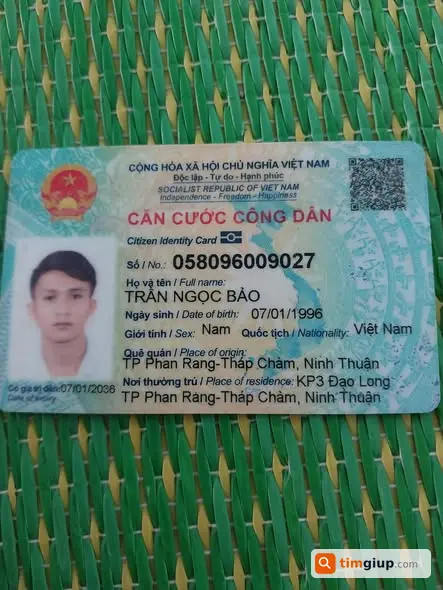 CỘNG HÒA XÃ HỘI CHỦ NGHĨA VIỆT NAM
Độc lập - Tự do - Hạnh phúc
SOCIALIST REPUBLIC OF VIET NAM
Independence - Freedom - Happiness
CĂN CƯỚC CÔNG DÂN
Citizen Identity Card
Số / No.: 058096009027
Họ và tên / Full name:
TRẦN NGỌC BẢO
Ngày sinh / Date of birth: 07/01/1996
Giới tính / Sex: Nam Quốc tịch / Nationality: Việt Nam
Quê quán / Place of origin:
TP Phan Rang-Tháp Chàm, Ninh Thuận
Nơi thường trú / Place of residence: KP3 Đạo Long
TP Phan Rang-Tháp Chàm, Ninh Thuận
Có giá trị đến: 07/01/2036
Date of expiry
timgiup.com